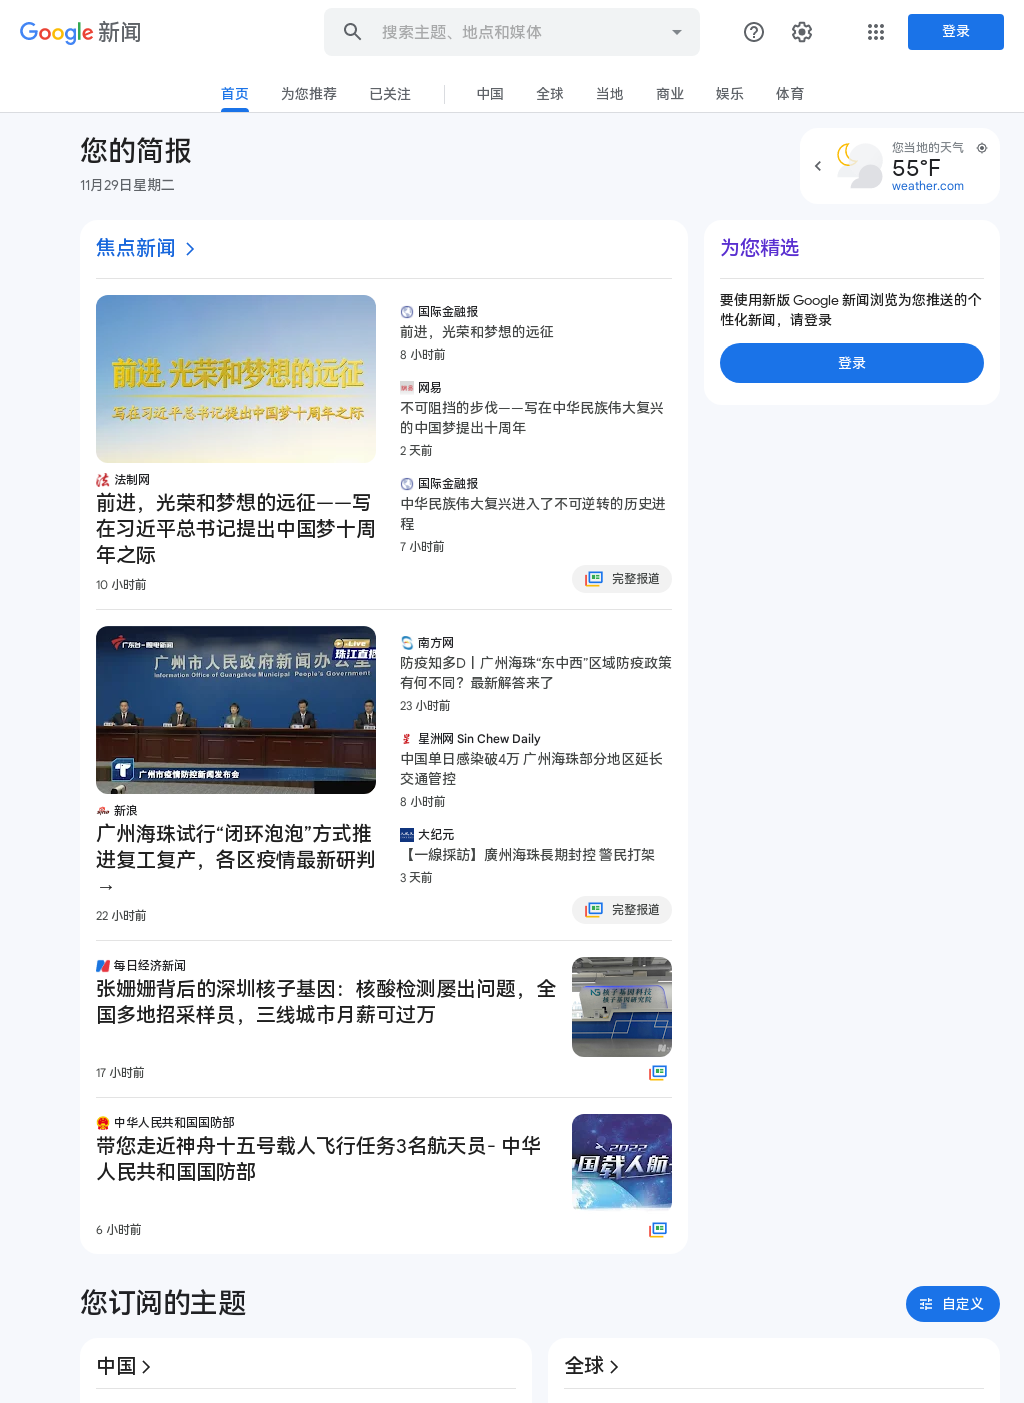 Google 新闻
搜索主题、地点和媒体
登录
首页
为您推荐
已关注
中国
全球
当地
商业
娱乐
体育
您的简报
11月29日星期二
您当地的天气
55°F
weather.com
焦点新闻
前进,光荣和梦想的远征
写在习近平总书记提出中国梦十周年之际
法制网
前进，光荣和梦想的远征——写
在习近平总书记提出中国梦十周
年之际
10 小时前
国际金融报
前进，光荣和梦想的远征
8 小时前
网易
不可阻挡的步伐——写在中华民族伟大复兴
的中国梦提出十周年
2 天前
国际金融报
中华民族伟大复兴进入了不可逆转的历史进
程
7 小时前
完整报道
为您精选
要使用新版 Google 新闻浏览为您推送的个
性化新闻，请登录
登录
Live
珠江直播
广州市人民政府新闻办公室
Information Office of Guangzhou Municipal People's Government
广州市疫情防控新闻发布会
新浪
广州海珠试行“闭环泡泡”方式推
进复工复产，各区疫情最新研判
→
22 小时前
南方网
防疫知多D丨广州海珠“东中西”区域防疫政策
有何不同？最新解答来了
23 小时前
星洲网 Sin Chew Daily
中国单日感染破4万 广州海珠部分地区延长
交通管控
8 小时前
大纪元
【一線採訪】廣州海珠長期封控 警民打架
3 天前
完整报道
每日经济新闻
张姗姗背后的深圳核子基因：核酸检测屡出问题，全
国多地招采样员，三线城市月薪可过万
17 小时前
NG 核子基因科技
核子基因研究院
中华人民共和国国防部
带您走近神舟十五号载人飞行任务3名航天员- 中华
人民共和国国防部
6 小时前
2022
中国载人航天
您订阅的主题
自定义
中国
全球